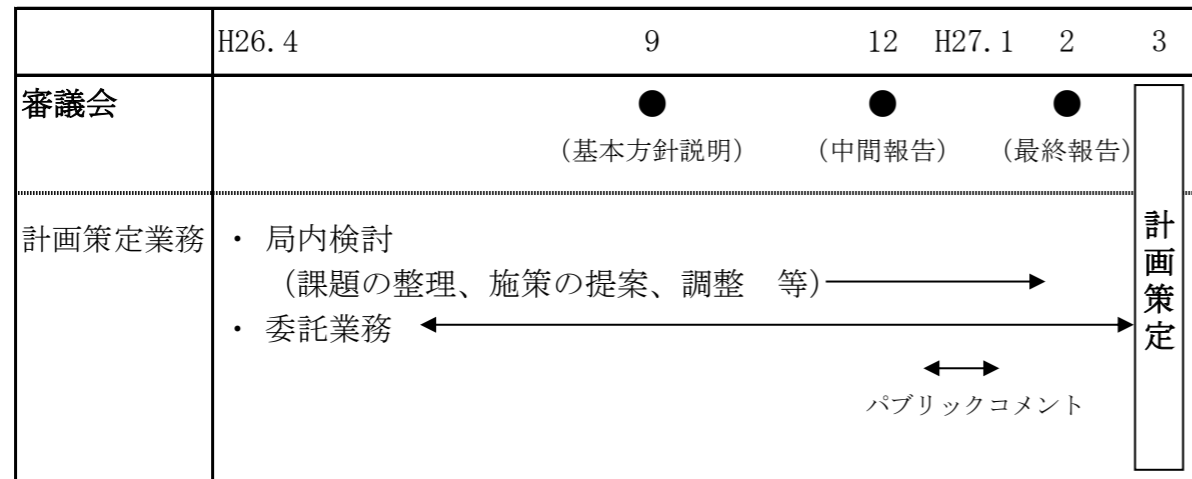 H26.4 9 12 H27.1 2 3
審議会 ● ● ●
（基本方針説明） （中間報告） （最終報告）
計画策定業務 ・ 局内検討
（課題の整理、施策の提案、調整　等）
・ 委託業務
パブリックコメント
計画策定